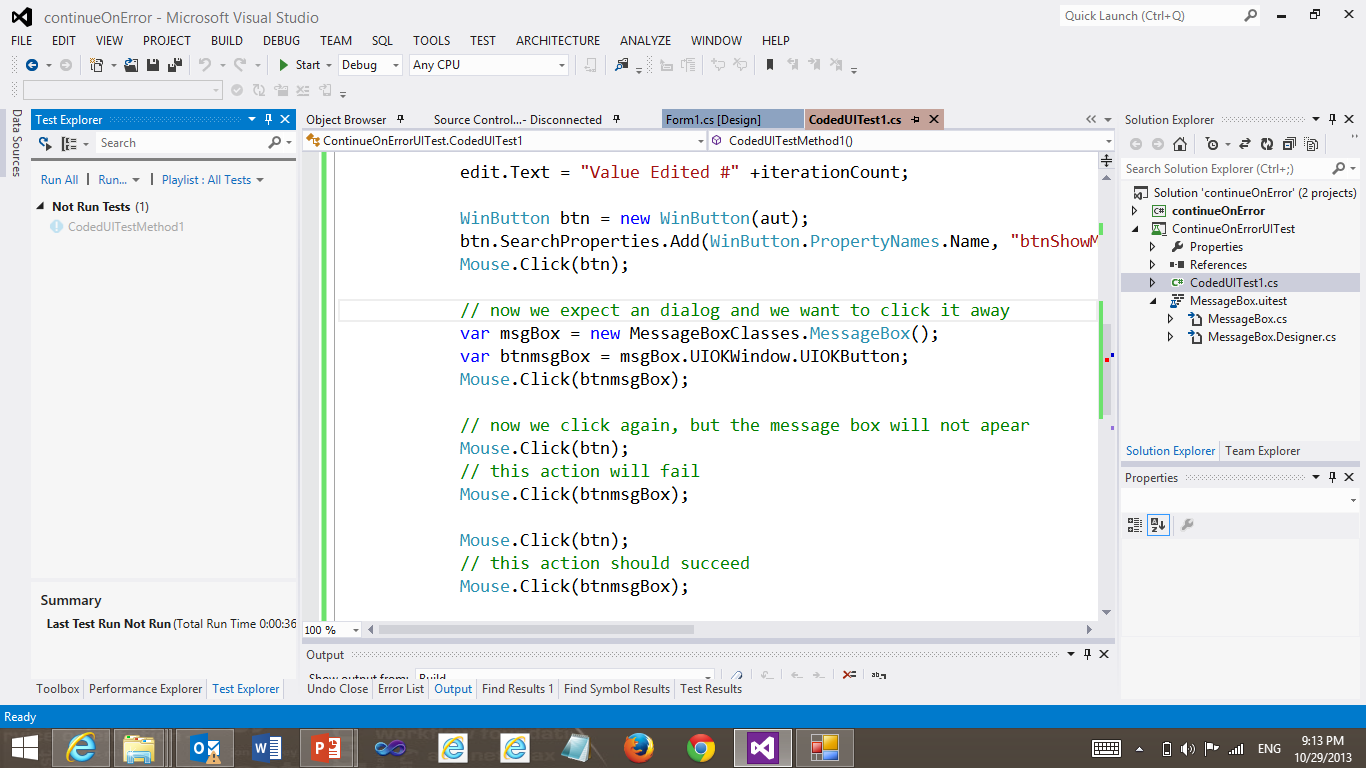 continueOnError - Microsoft Visual Studio
Quick Launch (Ctrl+Q)
FILE EDIT VIEW PROJECT BUILD DEBUG TEAM SQL TOOLS TEST ARCHITECTURE ANALYZE WINDOW HELP
Start Debug Any CPU
Data Sources
Test Explorer
Search
Run All Run... Playlist : All Tests
Not Run Tests (1)
CodedUITestMethod1
Summary
Last Test Run Not Run (Total Run Time 0:00:36
Toolbox Performance Explorer Test Explorer
Object Browser Source Control...- Disconnected Form1.cs [Design] CodedUITest1.cs
ContinueOnErrorUITest.CodedUITest1 CodedUITestMethod1()
edit.Text = "Value Edited #" +iterationCount;
WinButton btn = new WinButton(aut);
btn.SearchProperties.Add(WinButton.PropertyNames.Name, "btnShowM
Mouse.Click(btn);
// now we expect an dialog and we want to click it away
var msgBox = new MessageBoxClasses.MessageBox();
var btnmsgBox = msgBox.UIOKWindow.UIOKButton;
Mouse.Click(btnmsgBox);
// now we click again, but the message box will not apear
Mouse.Click(btn);
// this action will fail
Mouse.Click(btnmsgBox);
Mouse.Click(btn);
// this action should succeed
Mouse.Click(btnmsgBox);
100 %
Output
Show output from: Build
Undo Close Error List Output Find Results 1 Find Symbol Results Test Results
Solution Explorer
Search Solution Explorer (Ctrl+;)
Solution 'continueOnError' (2 projects)
continueOnError
ContinueOnErrorUITest
Properties
References
CodedUITest1.cs
MessageBox.uitest
MessageBox.cs
MessageBox.Designer.cs
Solution Explorer Team Explorer
Properties
Ready
ENG
9:13 PM
10/29/2013